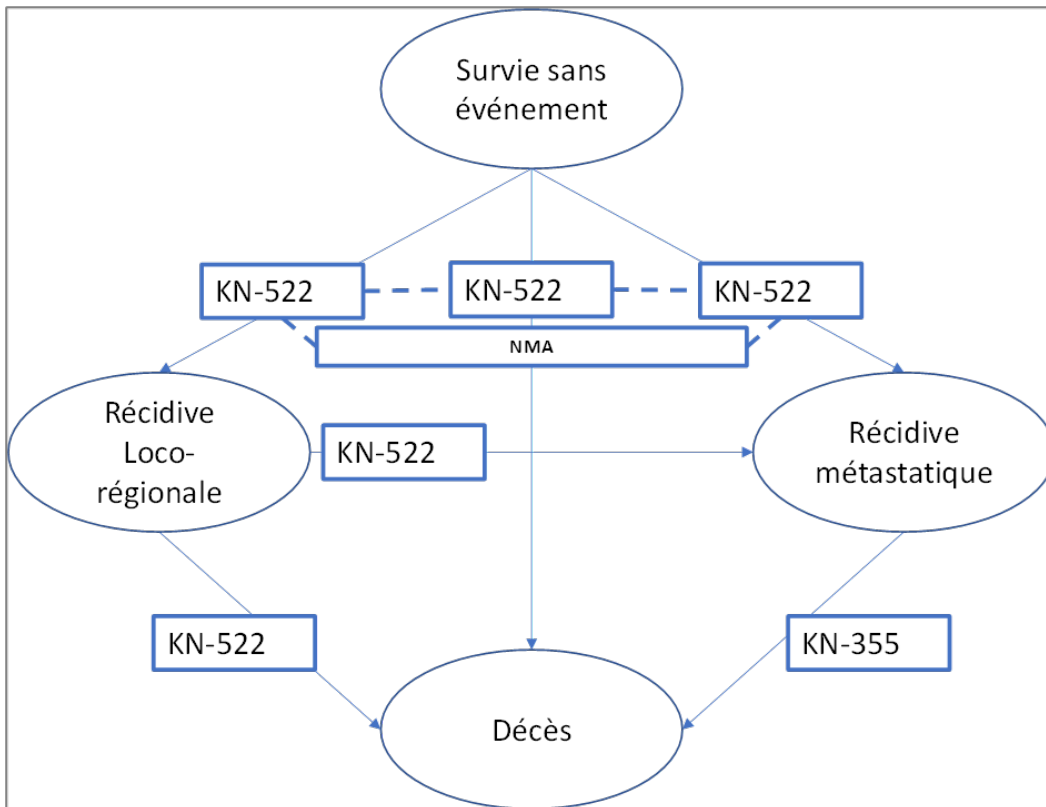 Survie sans
événement
KN-522
KN-522
KN-522
NMA
Récidive
Loco-
régionale
KN-522
Récidive
métastatique
KN-522
KN-355
Décès